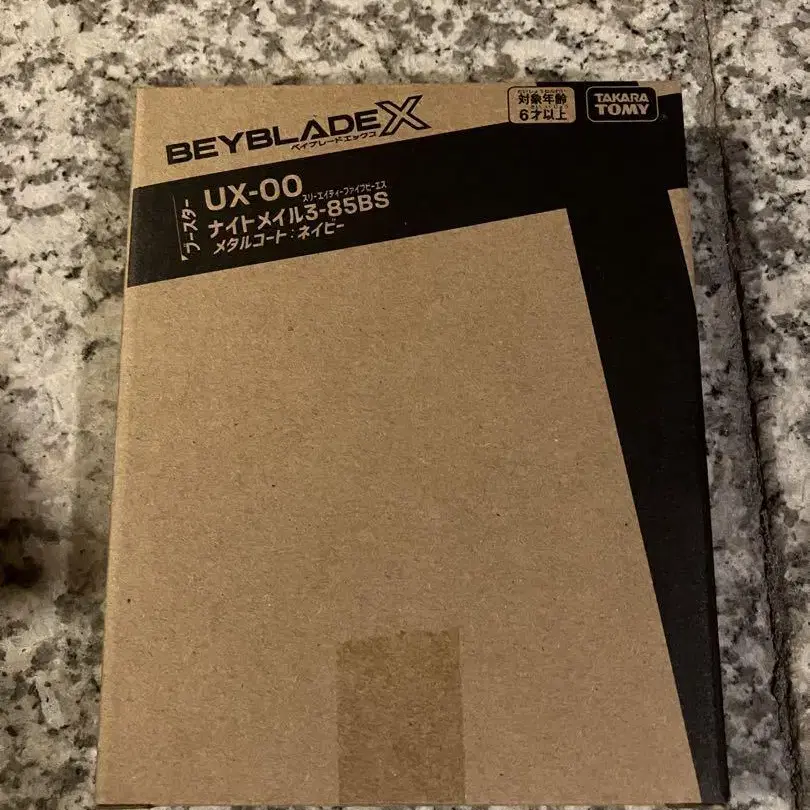 BEYBLADE X
ベイブレードエックス
対象年齢
6才以上
TAKARA
TOMY
ブースター
UX-00
スリーエイティーファイブビーエス
ナイトメイル3-85BS
メタルコート:ネイビー